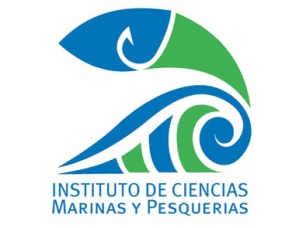 INSTITUTO DE CIENCIAS
MARINAS Y PESQUERIAS